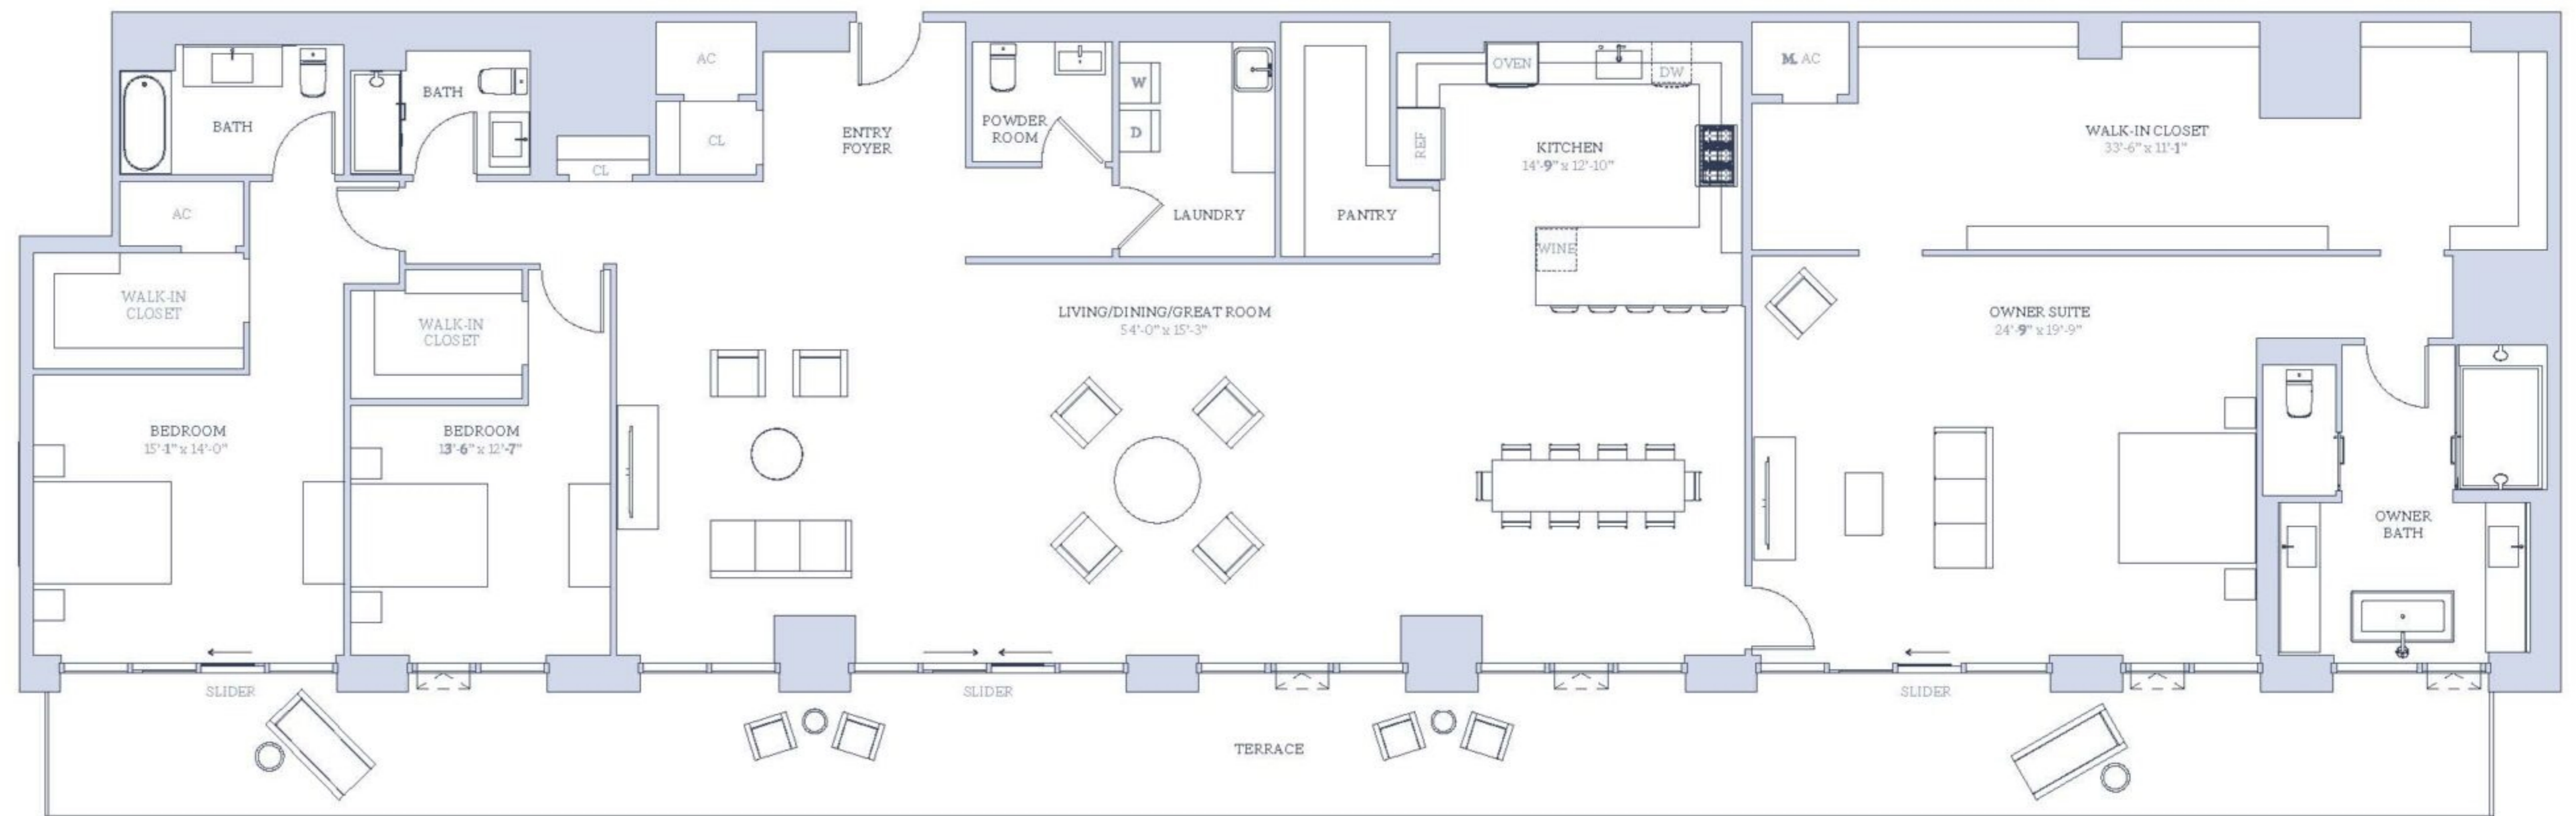 AC
M. AC
OVEN
DW
W
BATH
BATH
WALK-IN CLOSET
33'-6" x 11'-1"
POWDER
ROOM
D
ENTRY
FOYER
CL
REF
KITCHEN
14'-9" x 12'-10"
CL
AC
LAUNDRY
PANTRY
WINE
WALK-IN
CLOSET
LIVING/DINING/GREAT ROOM
54'-0" x 15'-3"
OWNER SUITE
24'-9" x 19'-9"
WALK-IN
CLOSET
BEDROOM
15'-1" x 14'-0"
BEDROOM
13'-6" x 12'-7"
OWNER
BATH
SLIDER
SLIDER
SLIDER
TERRACE